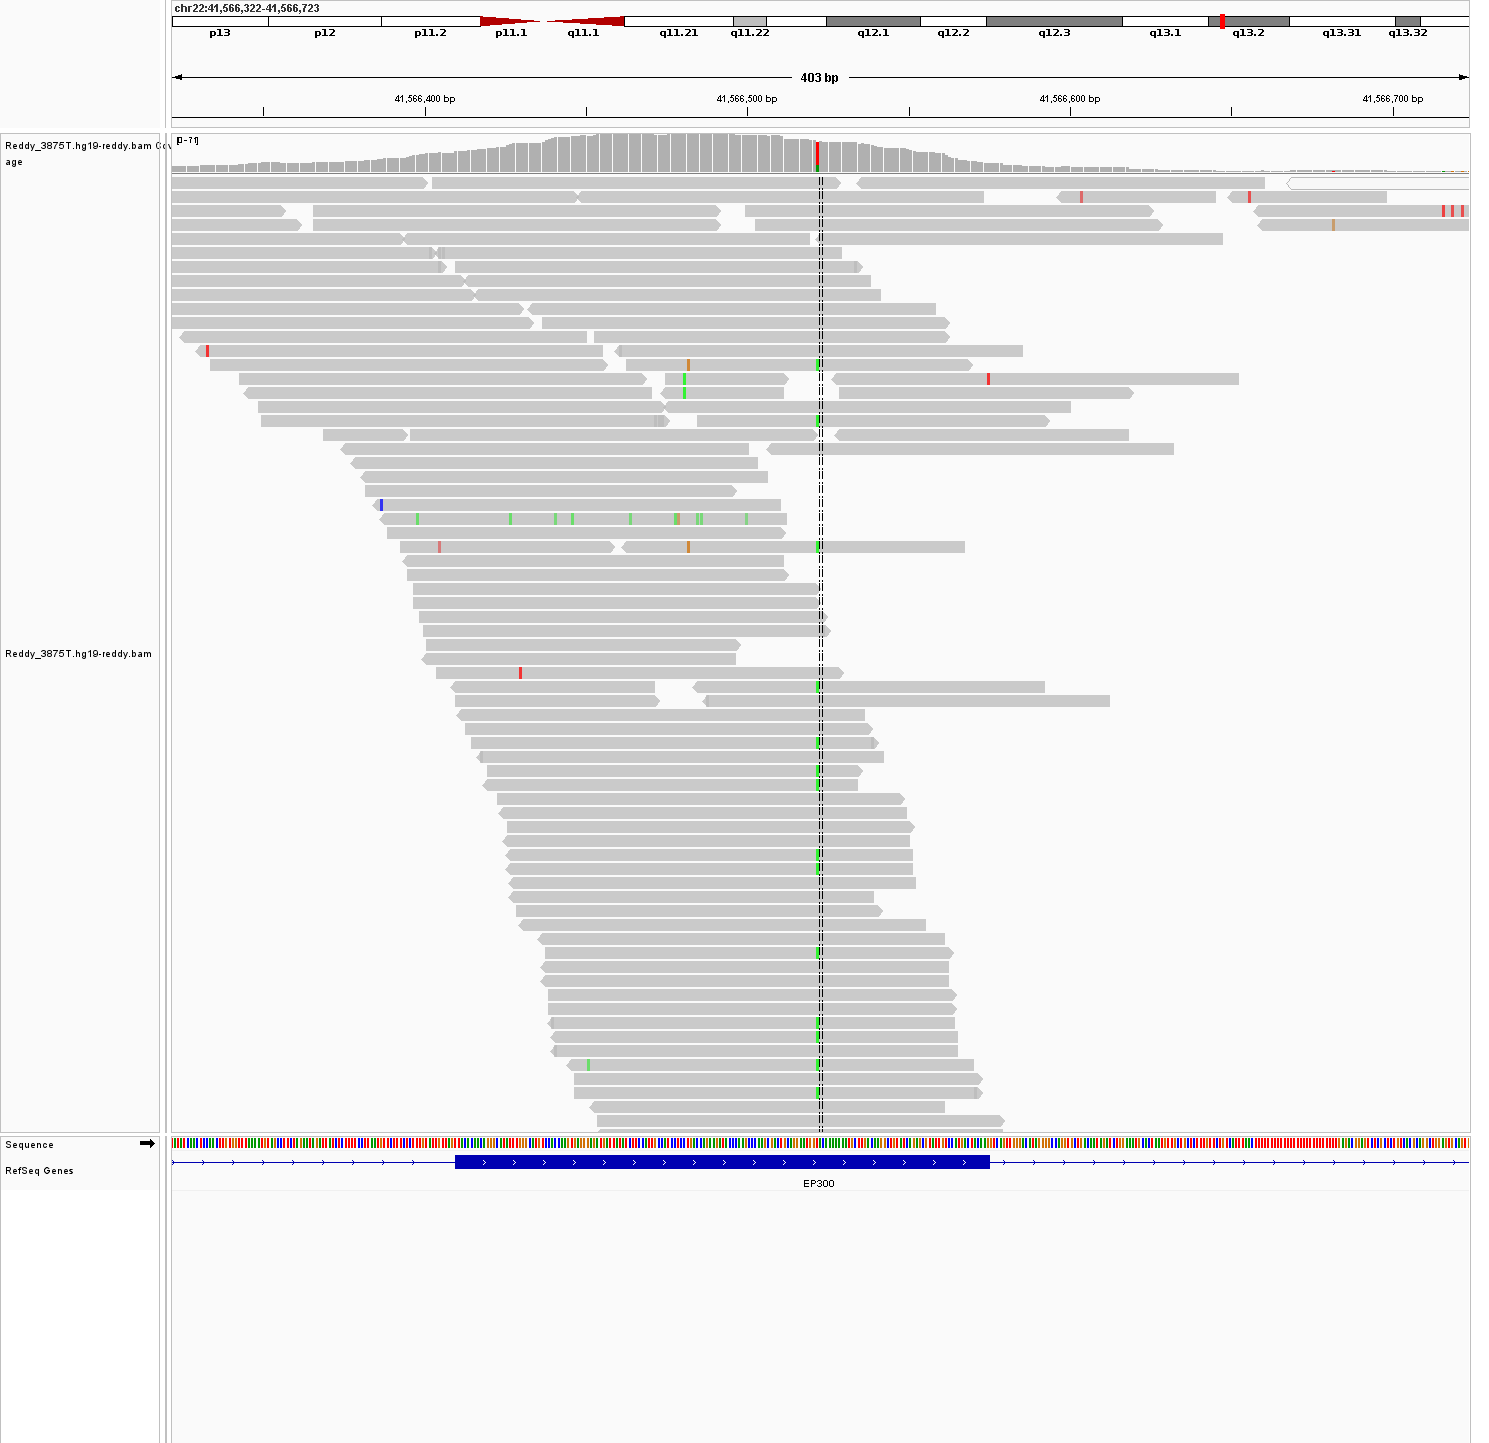 chr22:41,566,322-41,566,723
p13 p12 p11.2 p11.1 q11.1 q11.21 q11.22 q12.1 q12.2 q12.3 q13.1 q13.2 q13.31 q13.32
403 bp
41,566,400 bp 41,566,500 bp 41,566,600 bp 41,566,700 bp
[0-71]
Reddy_3875T.hg19-reddy.bam Cov
age
Reddy_3875T.hg19-reddy.bam
Sequence
RefSeq Genes
EP300